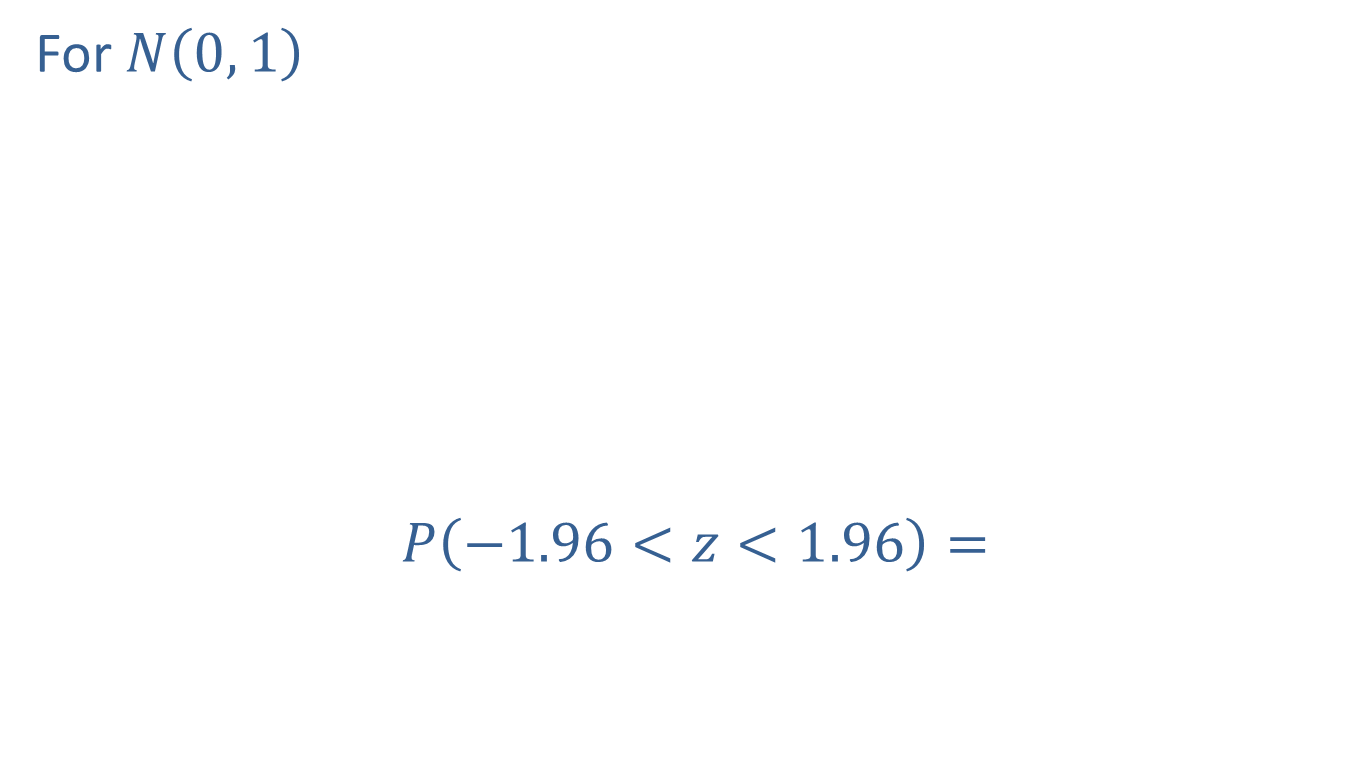 For N(0, 1)
P(−1.96 < z < 1.96) =